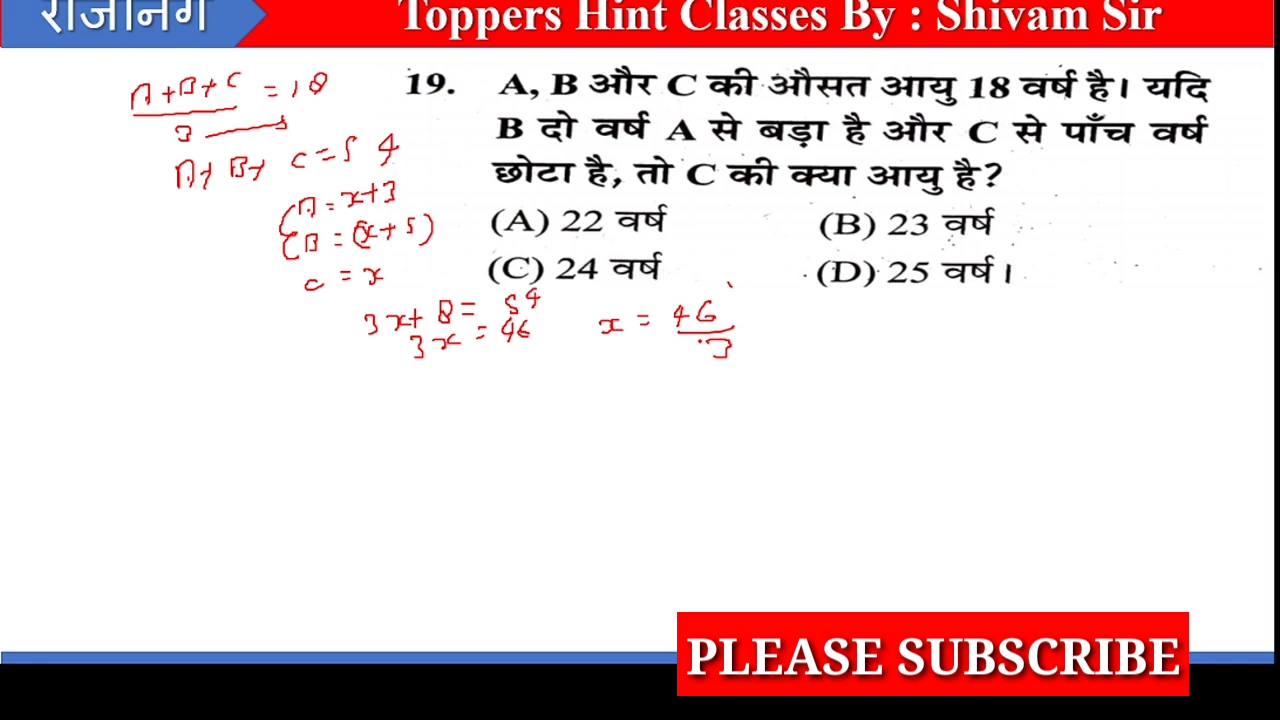 राजानग
Toppers Hint Classes By : Shivam Sir
19. A, B और C की औसत आयु 18 वर्ष है। यदि
B दो वर्ष A से बड़ा है और C से पाँच वर्ष
छोटा है, तो C की क्या आयु है?
(A) 22 वर्ष (B) 23 वर्ष
(C) 24 वर्ष (D) 25 वर्ष।
A+B+C = 18
3
A+B+C=54
A=x+3
B=(x+5)
C=x
3x+8=54
3x=46
x=46
3
PLEASE SUBSCRIBE